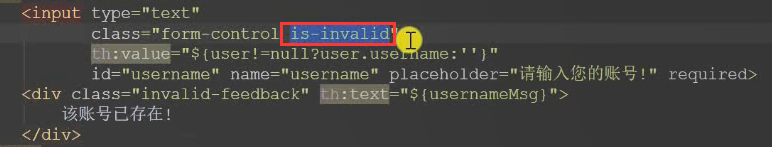 <input type="text"
class="form-control is-invalid"
th:value="${user!=null?user.username:''}"
id="username" name="username" placeholder="请输入您的账号!" required>
<div class="invalid-feedback" th:text="${usernameMsg}">
该账号已存在!
</div>